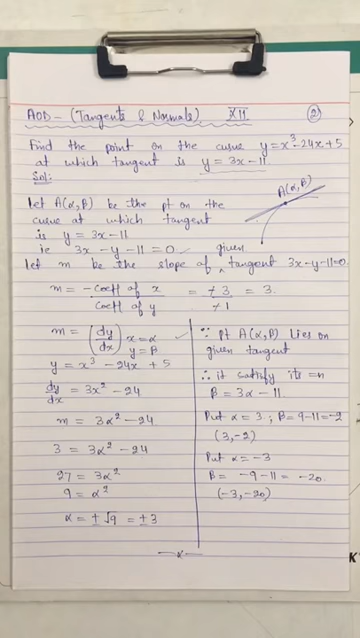 AOD - (Tangents & Normals) XII (2)
Find the point on the curve y = x³ - 24x + 5
at which tangent is y = 3x - 11
Sol:
A(α, β)
Let A(α, β) be the pt on the
curve at which tangent
is y = 3x - 11
ie 3x - y - 11 = 0.
Let m be the slope of given tangent 3x - y - 11 = 0.
m = - coeff of x / coeff of y = +3 / +1 = 3.
m = (dy/dx) x = α y = β
y = x³ - 24x + 5
dy/dx = 3x² - 24
m = 3α² - 24
3 = 3α² - 24
27 = 3α²
9 = α²
α = ± √9 = ± 3
∵ Pt A(α, β) lies on
given tangent
∴ it satisfy its =n
β = 3α - 11
Put α = 3; β = 9 - 11 = -2
(3, -2)
Put α = -3
β = -9 - 11 = -20.
(-3, -20)
— x —
K